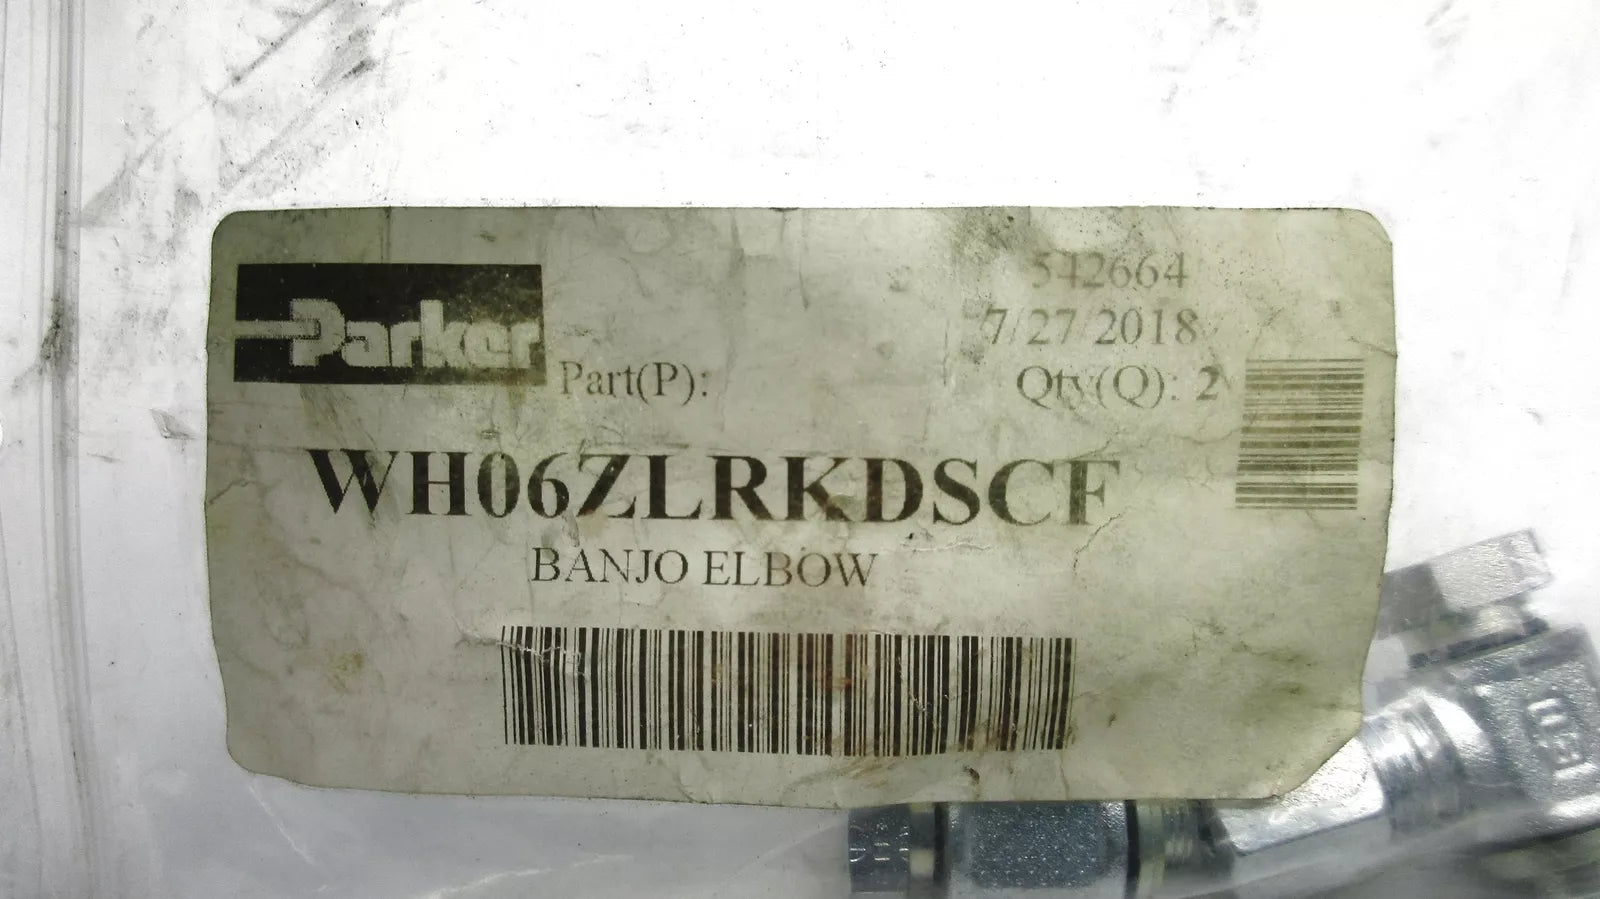 542664
Parker
7/27/2018
Part(P):
Qty(Q): 2
WH06ZLRKDSCF
BANJO ELBOW